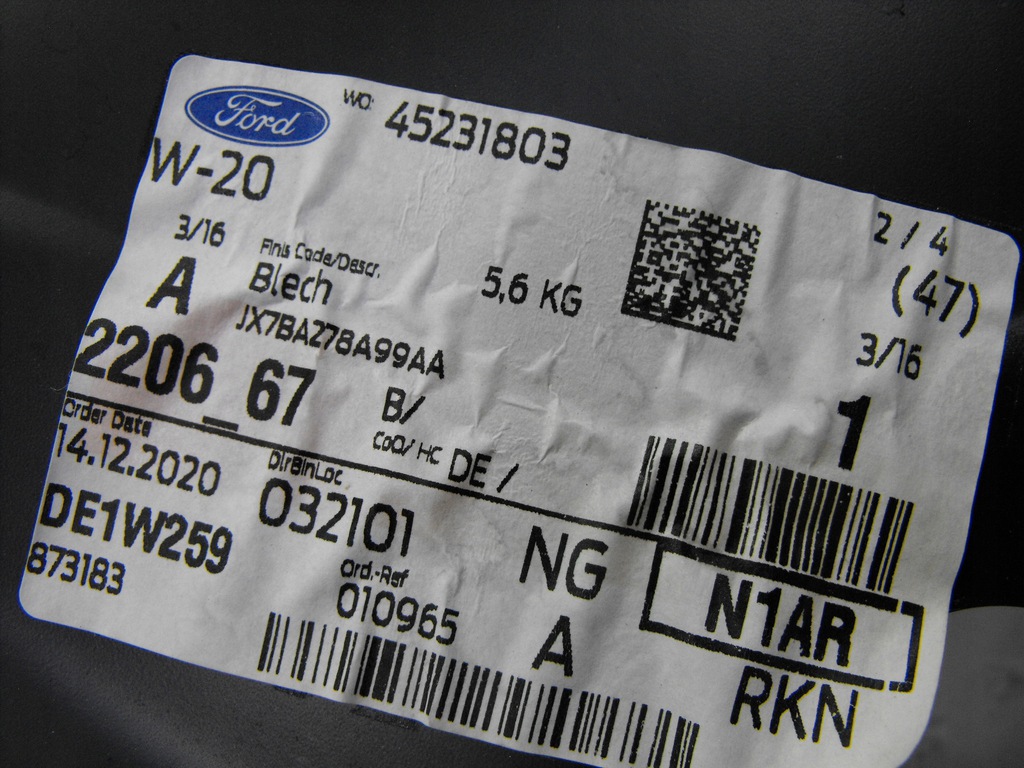 Ford
WO: 45231803
W-20
2 / 4
3/16
Finis Code/Descr.
(47)
A
Blech
5,6 KG
3/16
JX7BA278A99AA
2206_67
B/
1
Order Date
CoO/ HC DE /
14.12.2020
DirBinLoc
DE1W259
032101
NG
N1AR
873183
Ord.-Ref
010965
A
RKN